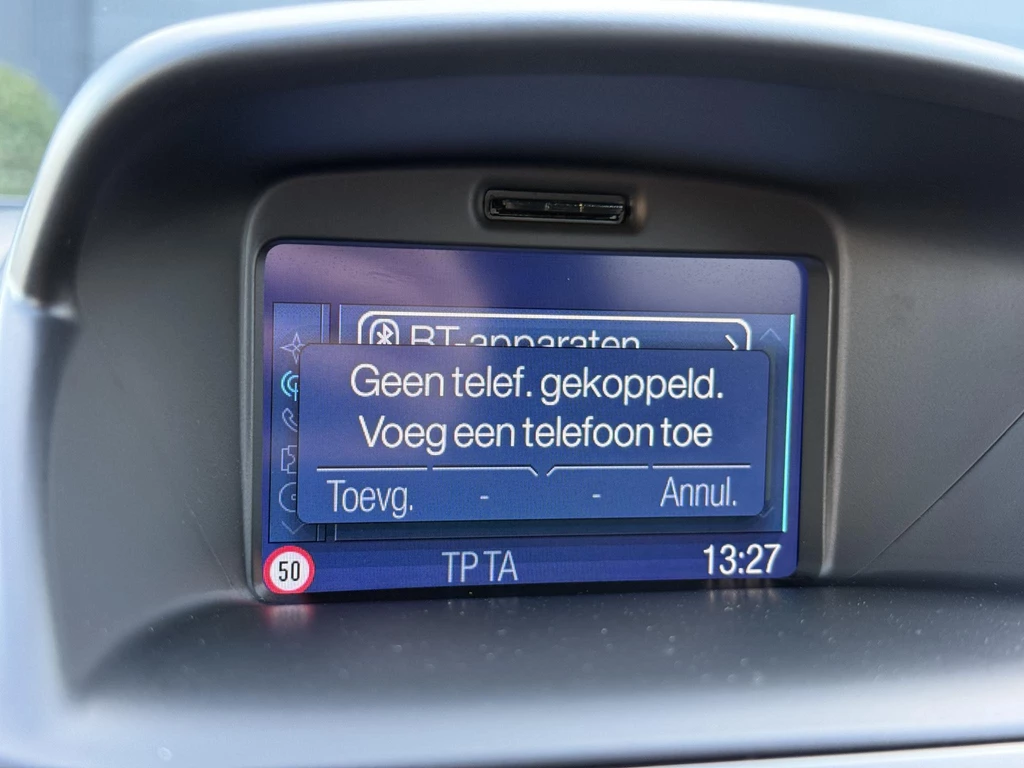 BT-apparaten
Geen telef. gekoppeld.
Voeg een telefoon toe
Toevg. - - Annul.
50 TP TA 13:27